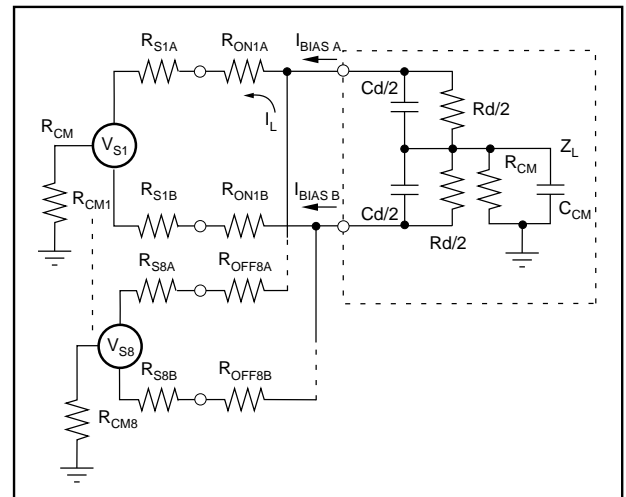 R_S1A R_ON1A I_BIAS A
Cd/2
Rd/2
I_L
R_CM
V_S1
Z_L
R_CM
R_CM1
R_S1B R_ON1B I_BIAS B
Cd/2
C_CM
Rd/2
R_S8A R_OFF8A
V_S8
R_S8B R_OFF8B
R_CM8